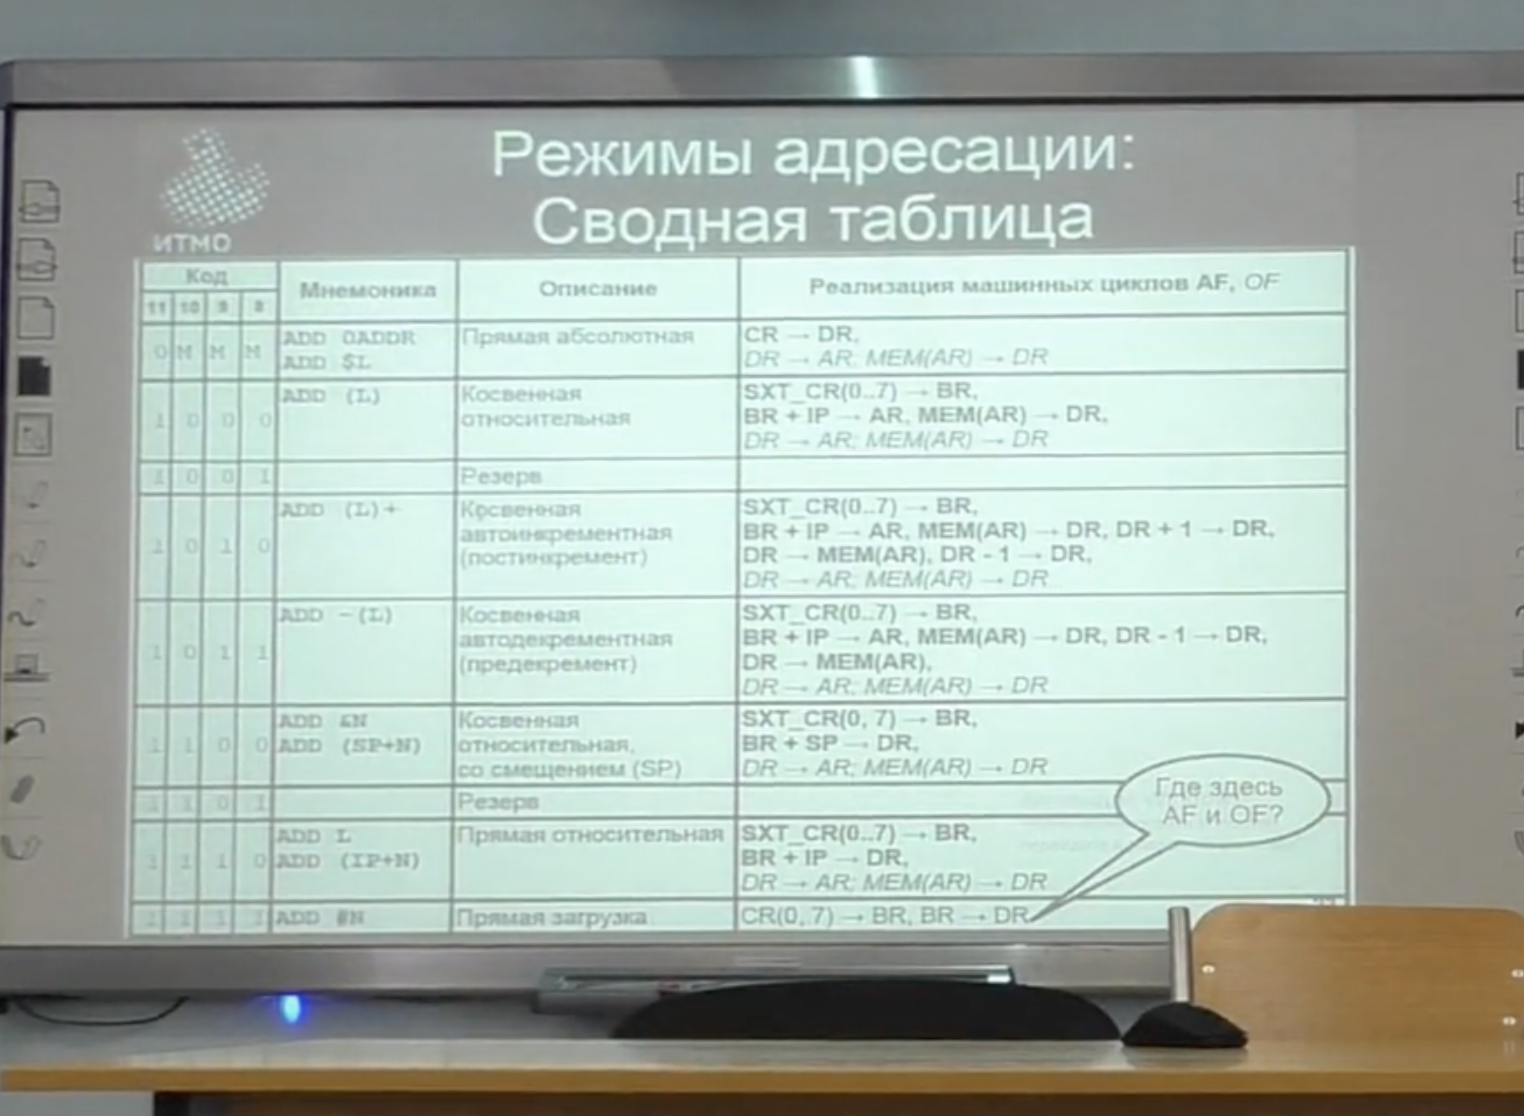 Режимы адресации:
Сводная таблица
ИТМО
Код
11 10 9 8
Мнемоника
Описание
Реализация машинных циклов AF, OF
0 M M M
ADD 0ADDR
ADD $L
Прямая абсолютная
CR → DR,
DR → AR; MEM(AR) → DR
1 0 0 0
ADD (L)
Косвенная
относительная
SXT_CR(0..7) → BR,
BR + IP → AR, MEM(AR) → DR,
DR → AR; MEM(AR) → DR
1 0 0 1
Резерв
1 0 1 0
ADD (L)+
Косвенная
автоинкрементная
(постинкремент)
SXT_CR(0..7) → BR,
BR + IP → AR, MEM(AR) → DR, DR + 1 → DR,
DR → MEM(AR), DR - 1 → DR,
DR → AR; MEM(AR) → DR
1 0 1 1
ADD -(L)
Косвенная
автодекрементная
(предекремент)
SXT_CR(0..7) → BR,
BR + IP → AR, MEM(AR) → DR, DR - 1 → DR,
DR → MEM(AR),
DR → AR; MEM(AR) → DR
1 1 0 0
ADD &N
ADD (SP+N)
Косвенная
относительная,
со смещением (SP)
SXT_CR(0, 7) → BR,
BR + SP → DR,
DR → AR; MEM(AR) → DR
1 1 0 1
Резерв
1 1 1 0
ADD L
ADD (IP+N)
Прямая относительная
SXT_CR(0..7) → BR,
BR + IP → DR,
DR → AR; MEM(AR) → DR
1 1 1 1
ADD #N
Прямая загрузка
CR(0, 7) → BR, BR → DR
Где здесь
AF и OF?